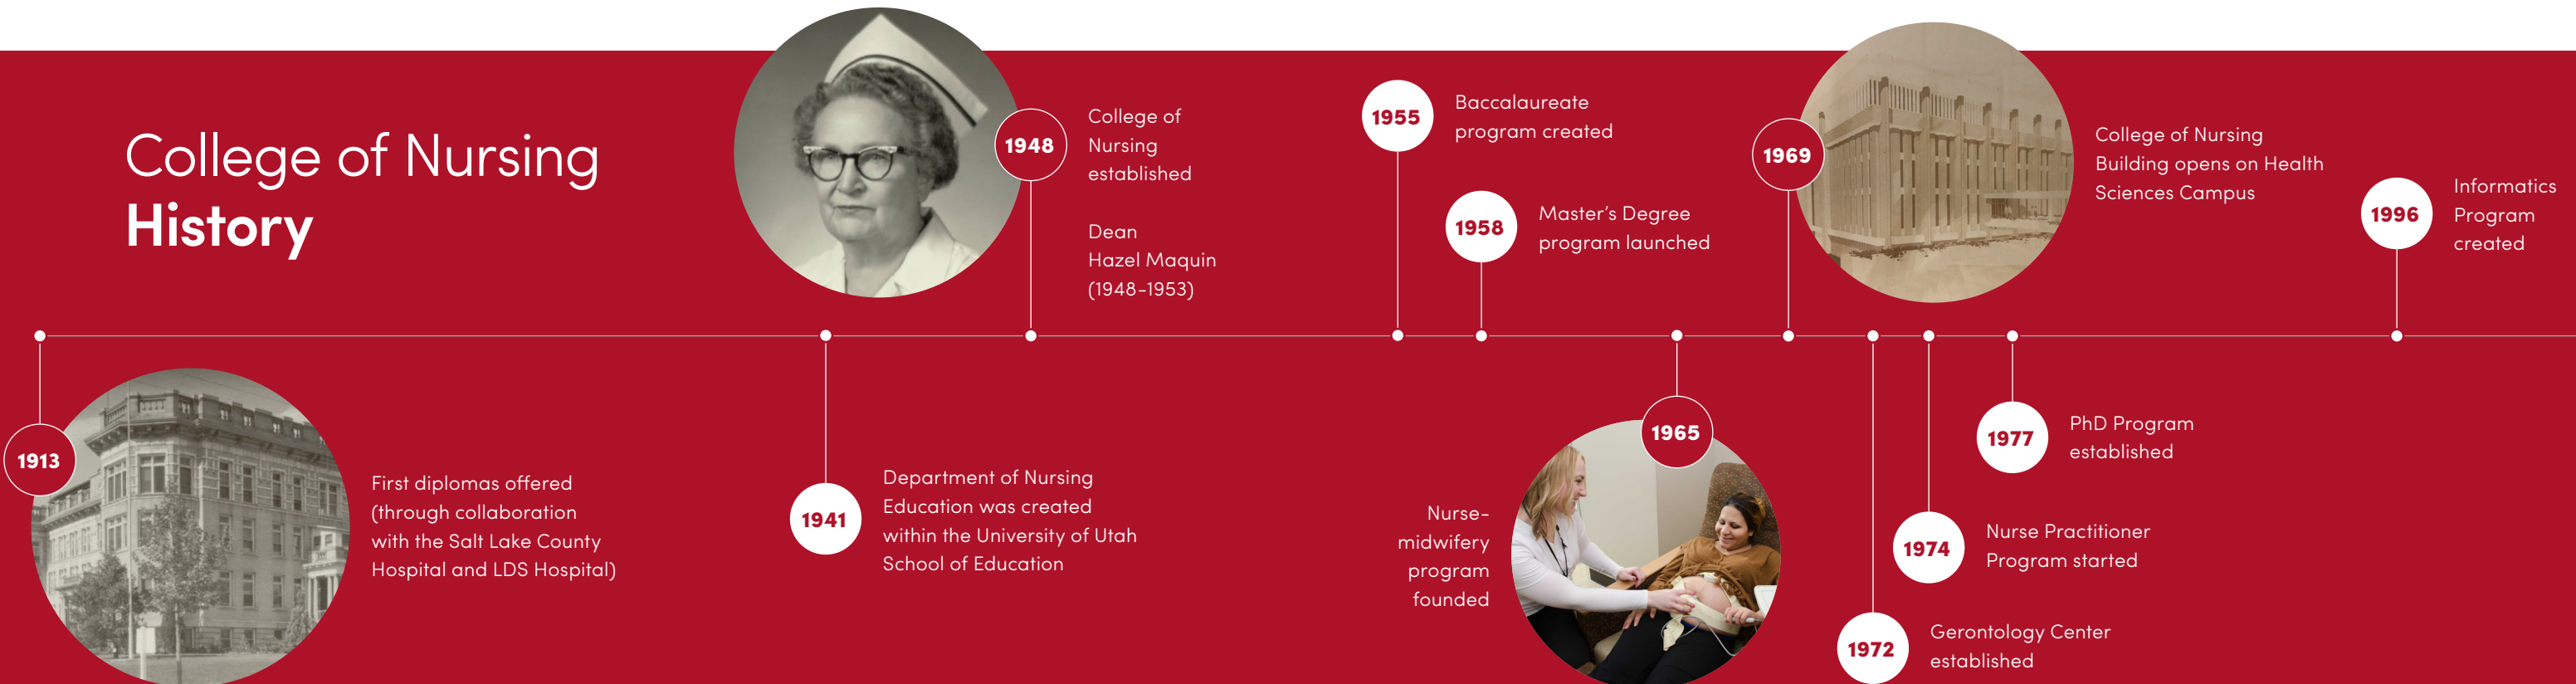 College of Nursing
History
1913
First diplomas offered
(through collaboration
with the Salt Lake County
Hospital and LDS Hospital)
1941
Department of Nursing
Education was created
within the University of Utah
School of Education
1948
College of
Nursing
established
Dean
Hazel Maquin
(1948-1953)
1955
Baccalaureate
program created
1958
Master's Degree
program launched
1965
Nurse-
midwifery
program
founded
1969
College of Nursing
Building opens on Health
Sciences Campus
1972
Gerontology Center
established
1974
Nurse Practitioner
Program started
1977
PhD Program
established
1996
Informatics
Program
created